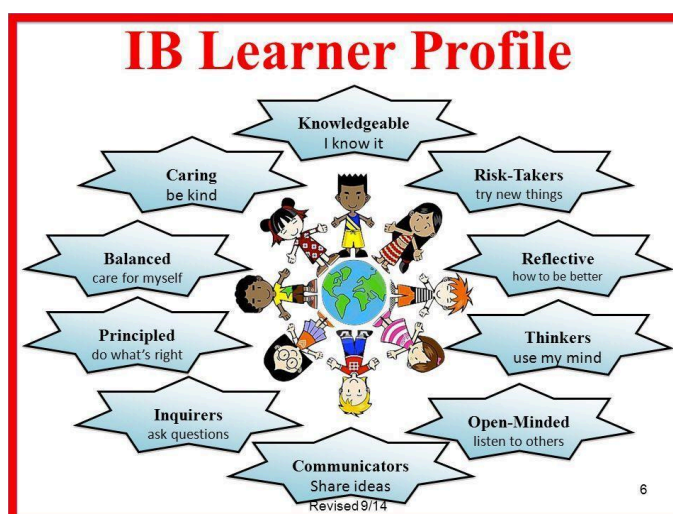 IB Learner Profile
Knowledgeable
I know it
Caring
be kind
Risk-Takers
try new things
Balanced
care for myself
Reflective
how to be better
Principled
do what's right
Thinkers
use my mind
Inquirers
ask questions
Open-Minded
listen to others
Communicators
Share ideas
Revised 9/14
6